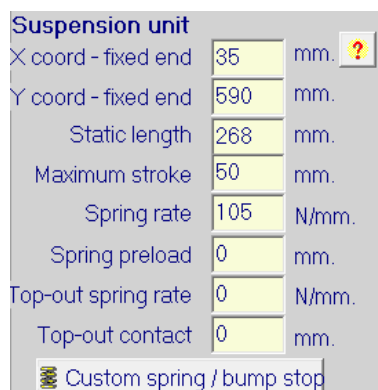 Suspension unit
X coord - fixed end 35 mm. ?
Y coord - fixed end 590 mm.
Static length 268 mm.
Maximum stroke 50 mm.
Spring rate 105 N/mm.
Spring preload 0 mm.
Top-out spring rate 0 N/mm.
Top-out contact 0 mm.
Custom spring / bump stop